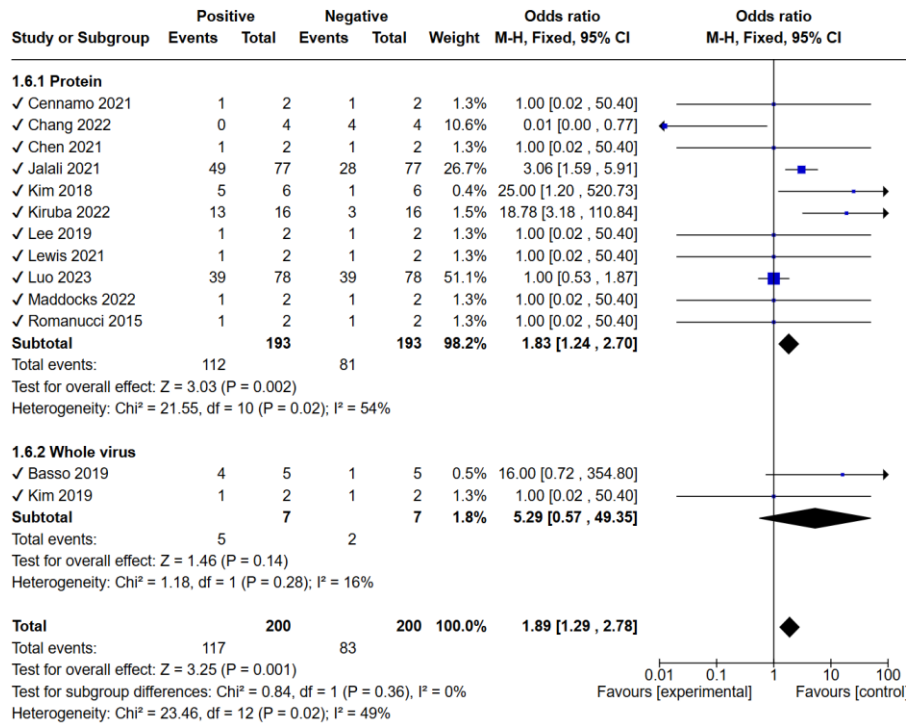 Positive Negative Odds ratio Odds ratio
Study or Subgroup Events Total Events Total Weight M-H, Fixed, 95% CI M-H, Fixed, 95% CI
1.6.1 Protein
✓ Cennamo 2021 1 2 1 2 1.3% 1.00 [0.02 , 50.40]
✓ Chang 2022 0 4 4 4 10.6% 0.01 [0.00 , 0.77]
✓ Chen 2021 1 2 1 2 1.3% 1.00 [0.02 , 50.40]
✓ Jalali 2021 49 77 28 77 26.7% 3.06 [1.59 , 5.91]
✓ Kim 2018 5 6 1 6 0.4% 25.00 [1.20 , 520.73]
✓ Kiruba 2022 13 16 3 16 1.5% 18.78 [3.18 , 110.84]
✓ Lee 2019 1 2 1 2 1.3% 1.00 [0.02 , 50.40]
✓ Lewis 2021 1 2 1 2 1.3% 1.00 [0.02 , 50.40]
✓ Luo 2023 39 78 39 78 51.1% 1.00 [0.53 , 1.87]
✓ Maddocks 2022 1 2 1 2 1.3% 1.00 [0.02 , 50.40]
✓ Romanucci 2015 1 2 1 2 1.3% 1.00 [0.02 , 50.40]
Subtotal 193 193 98.2% 1.83 [1.24 , 2.70]
Total events: 112 81
Test for overall effect: Z = 3.03 (P = 0.002)
Heterogeneity: Chi² = 21.55, df = 10 (P = 0.02); I² = 54%
1.6.2 Whole virus
✓ Basso 2019 4 5 1 5 0.5% 16.00 [0.72 , 354.80]
✓ Kim 2019 1 2 1 2 1.3% 1.00 [0.02 , 50.40]
Subtotal 7 7 1.8% 5.29 [0.57 , 49.35]
Total events: 5 2
Test for overall effect: Z = 1.46 (P = 0.14)
Heterogeneity: Chi² = 1.18, df = 1 (P = 0.28); I² = 16%
Total 200 200 100.0% 1.89 [1.29 , 2.78]
Total events: 117 83
Test for overall effect: Z = 3.25 (P = 0.001)
Test for subgroup differences: Chi² = 0.84, df = 1 (P = 0.36), I² = 0%
Heterogeneity: Chi² = 23.46, df = 12 (P = 0.02); I² = 49%
0.01 0.1 1 10 100
Favours [experimental] Favours [control]